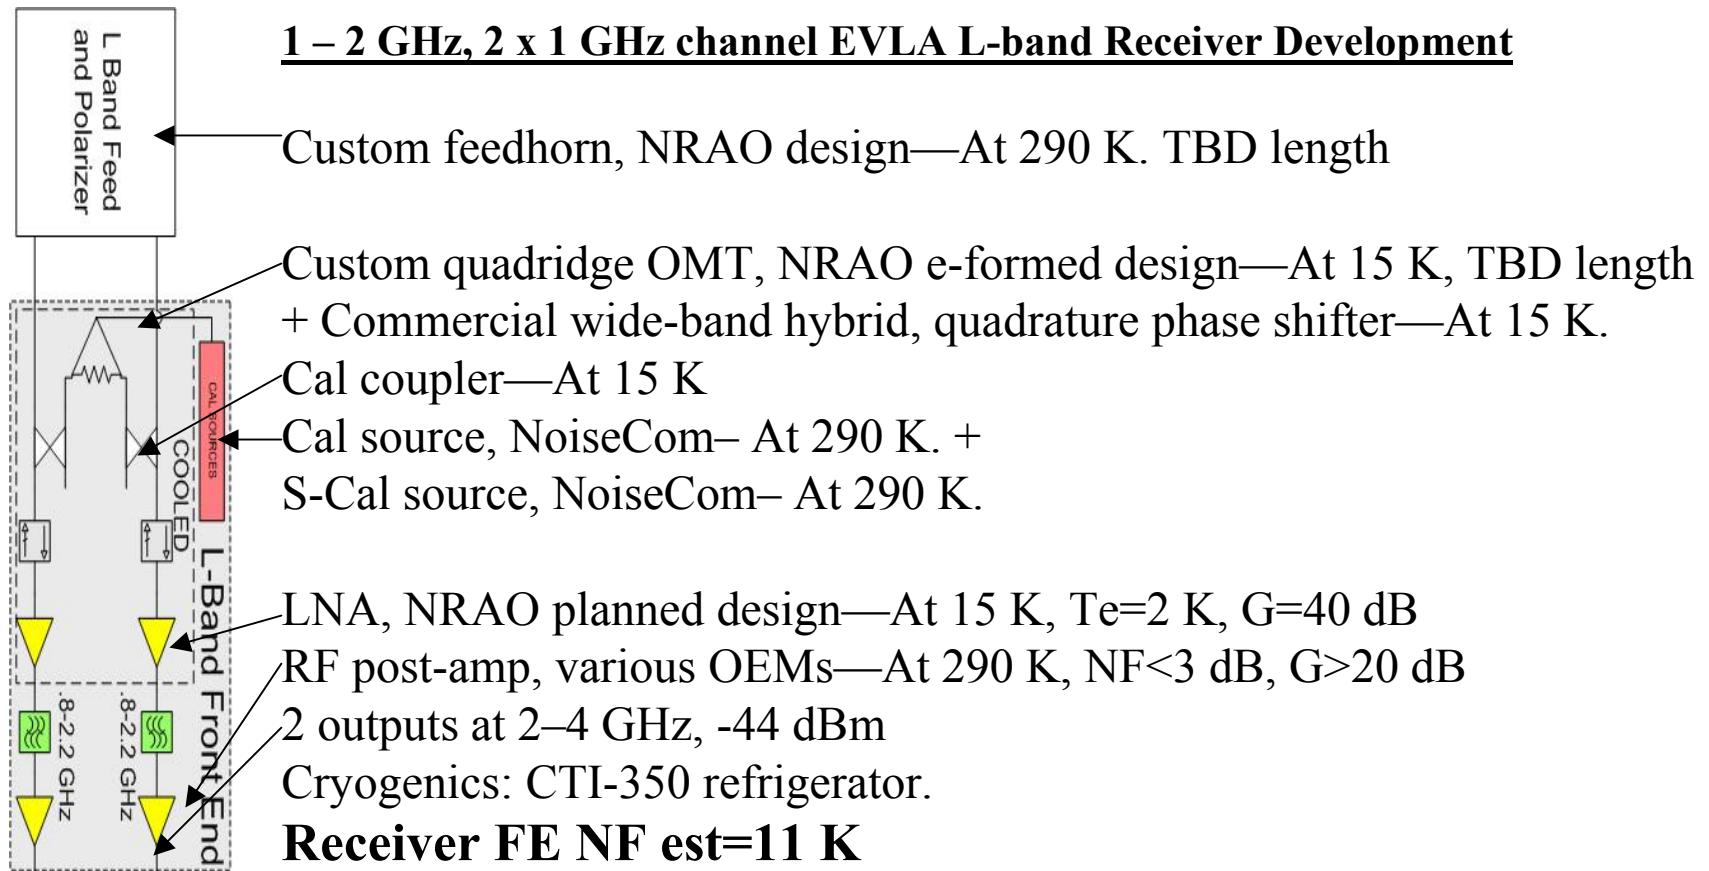 1 – 2 GHz, 2 x 1 GHz channel EVLA L-band Receiver Development
L Band Feed
and Polarizer
Custom feedhorn, NRAO design—At 290 K. TBD length
Custom quadridge OMT, NRAO e-formed design—At 15 K, TBD length
+ Commercial wide-band hybrid, quadrature phase shifter—At 15 K.
Cal coupler—At 15 K
Cal source, NoiseCom– At 290 K. +
S-Cal source, NoiseCom– At 290 K.
CAL SOURCES
COOLED
L-Band Front End
LNA, NRAO planned design—At 15 K, Te=2 K, G=40 dB
RF post-amp, various OEMs—At 290 K, NF<3 dB, G>20 dB
2 outputs at 2–4 GHz, -44 dBm
Cryogenics: CTI-350 refrigerator.
Receiver FE NF est=11 K
.8-2.2 GHz
.8-2.2 GHz